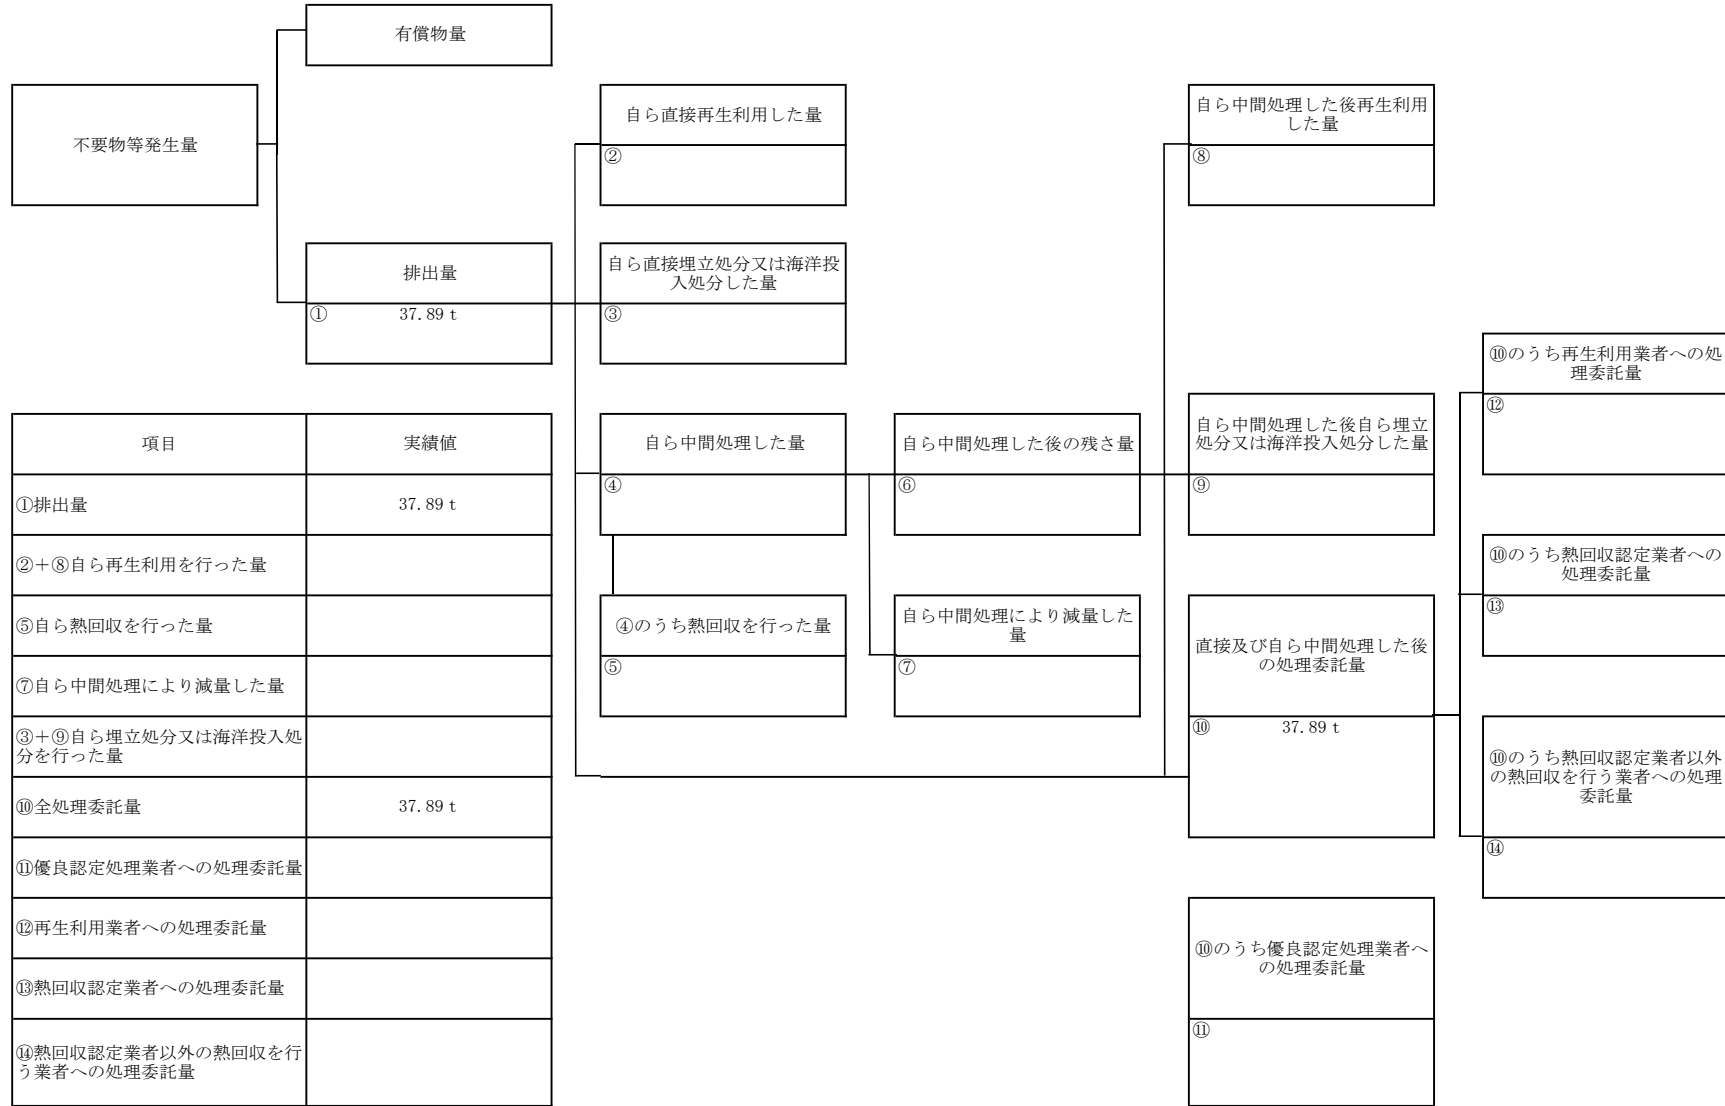 有償物量
不要物等発生量
自ら直接再生利用した量
②
自ら中間処理した後再生利用
した量
⑧
排出量
① 37.89 t
自ら直接埋立処分又は海洋投
入処分した量
③
⑩のうち再生利用業者への処
理委託量
⑫
項目 実績値
①排出量 37.89 t
②＋⑧自ら再生利用を行った量
⑤自ら熱回収を行った量
⑦自ら中間処理により減量した量
③＋⑨自ら埋立処分又は海洋投入処
分を行った量
⑩全処理委託量 37.89 t
⑪優良認定処理業者への処理委託量
⑫再生利用業者への処理委託量
⑬熱回収認定業者への処理委託量
⑭熱回収認定業者以外の熱回収を行
う業者への処理委託量
自ら中間処理した量
④
自ら中間処理した後の残さ量
⑥
自ら中間処理した後自ら埋立
処分又は海洋投入処分した量
⑨
④のうち熱回収を行った量
⑤
自ら中間処理により減量した
量
⑦
直接及び自ら中間処理した後
の処理委託量
⑩ 37.89 t
⑩のうち熱回収認定業者への
処理委託量
⑬
⑩のうち熱回収認定業者以外
の熱回収を行う業者への処理
委託量
⑭
⑩のうち優良認定処理業者へ
の処理委託量
⑪